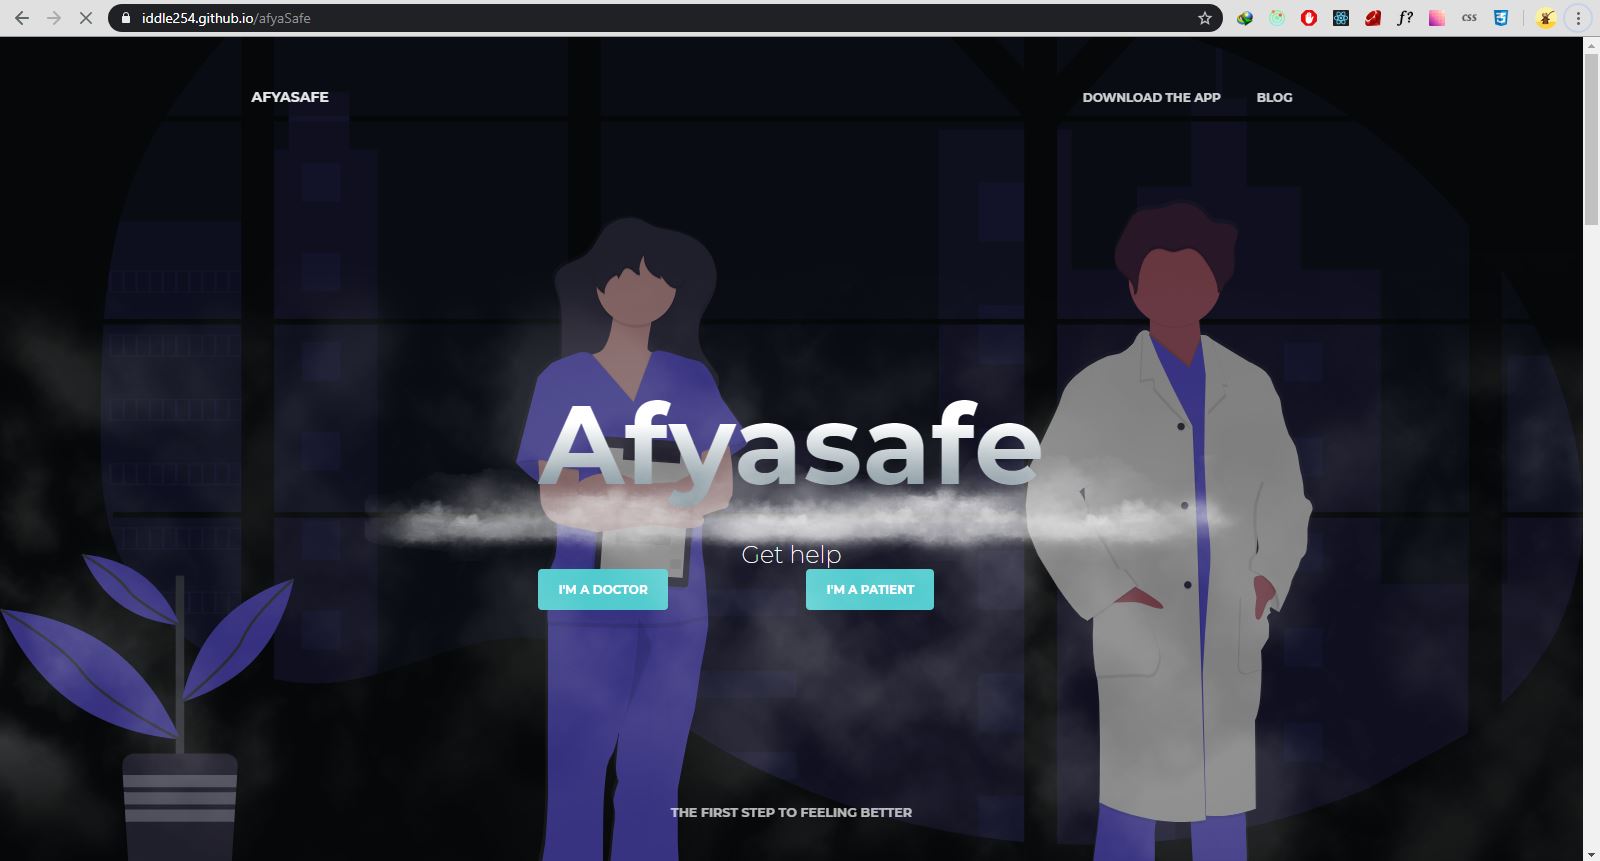 iddle254.github.io/afyaSafe
f?
css
AFYASAFE
DOWNLOAD THE APP
BLOG
Afyasafe
Get help
I'M A DOCTOR
I'M A PATIENT
THE FIRST STEP TO FEELING BETTER